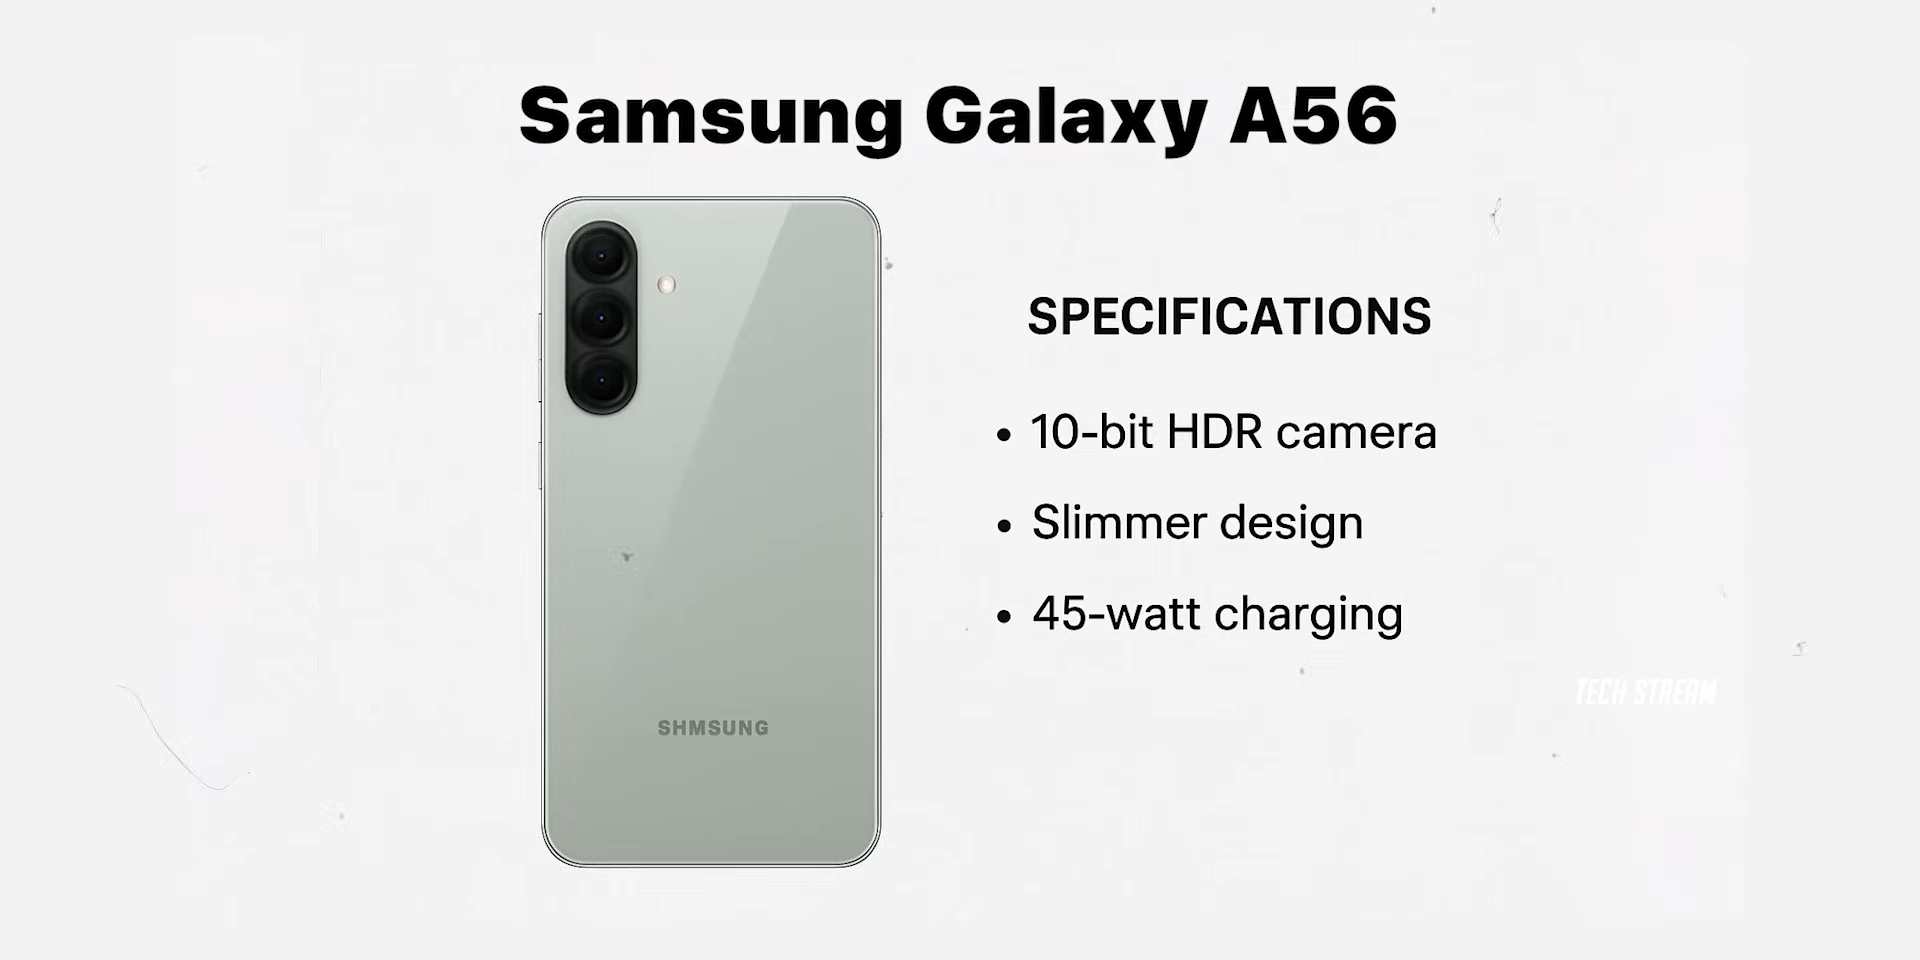 Samsung Galaxy A56
SPECIFICATIONS
• 10-bit HDR camera
• Slimmer design
• 45-watt charging
TECH STREAM
SHMSUNG